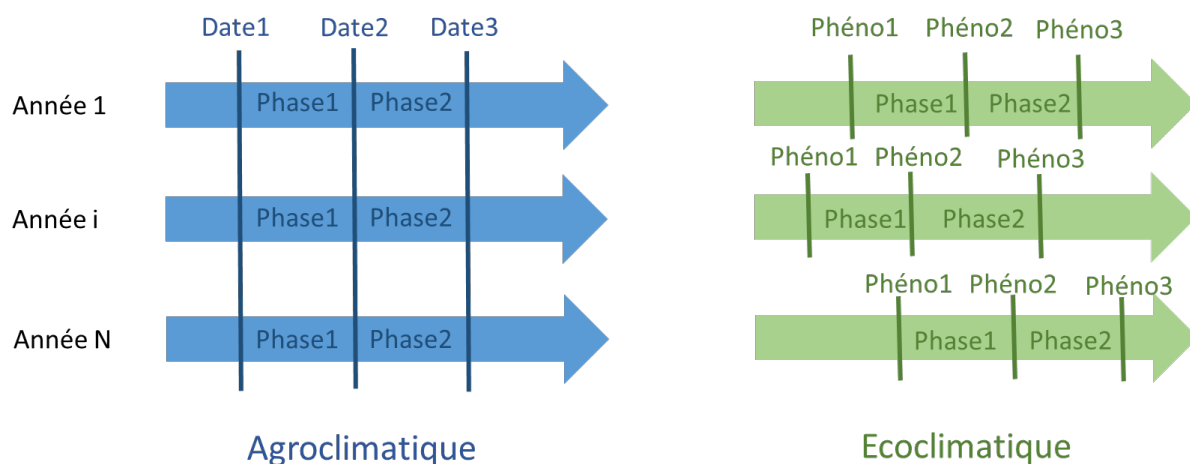 Date1 Date2 Date3
Année 1
Phase1 Phase2
Année i
Phase1 Phase2
Année N
Phase1 Phase2
Agroclimatique
Phéno1 Phéno2 Phéno3
Phase1 Phase2
Phéno1 Phéno2 Phéno3
Phase1 Phase2
Phéno1 Phéno2 Phéno3
Phase1 Phase2
Ecoclimatique